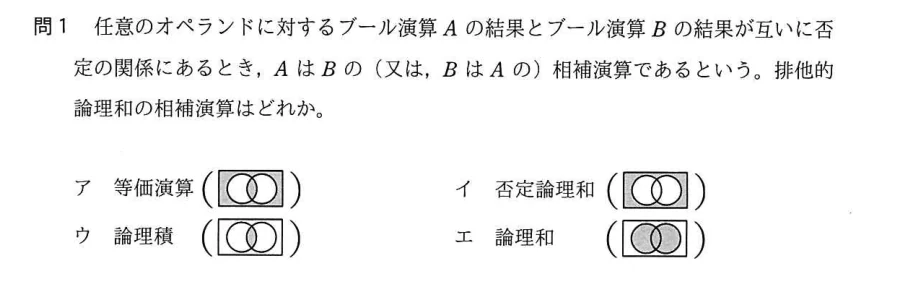 問1 任意のオペランドに対するブール演算 A の結果とブール演算 B の結果が互いに否
定の関係にあるとき，A は B の（又は，B は A の）相補演算であるという。排他的
論理和の相補演算はどれか。
ア 等価演算 ( )
イ 否定論理和 ( )
ウ 論理積 ( )
エ 論理和 ( )